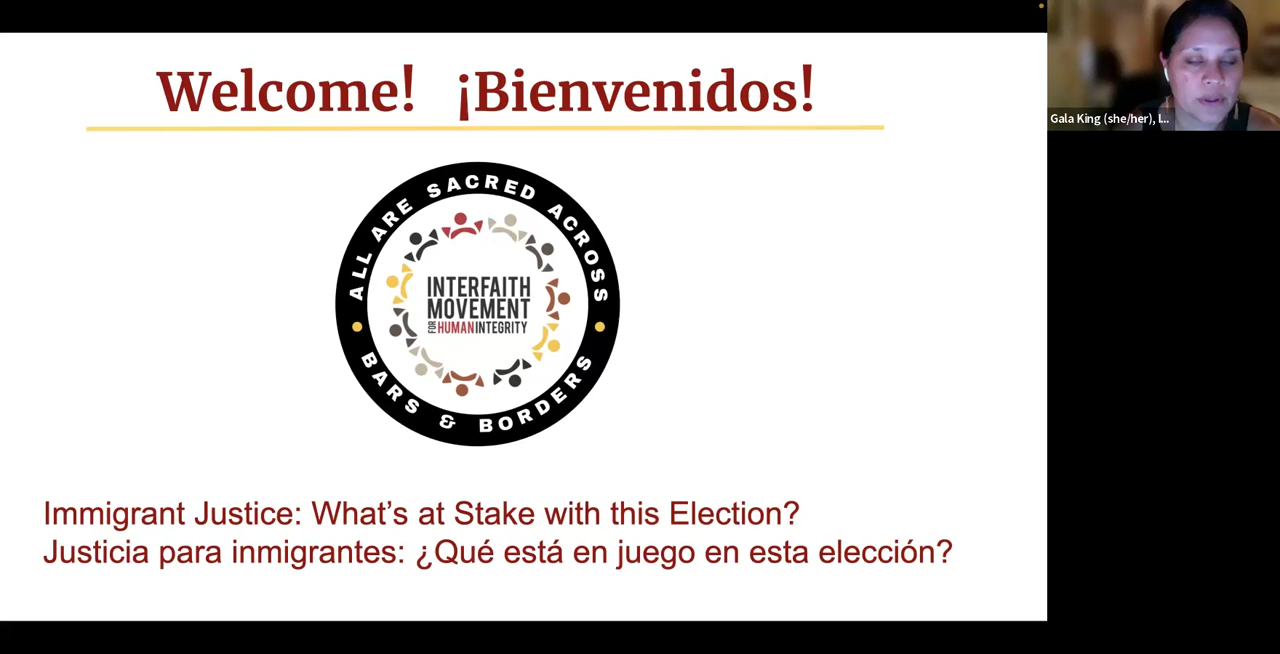 Welcome! ¡Bienvenidos!
ALL ARE SACRED ACROSS
INTERFAITH
MOVEMENT
FOR HUMAN INTEGRITY
BARS & BORDERS
Immigrant Justice: What’s at Stake with this Election?
Justicia para inmigrantes: ¿Qué está en juego en esta elección?
Gala King (she/her), I...